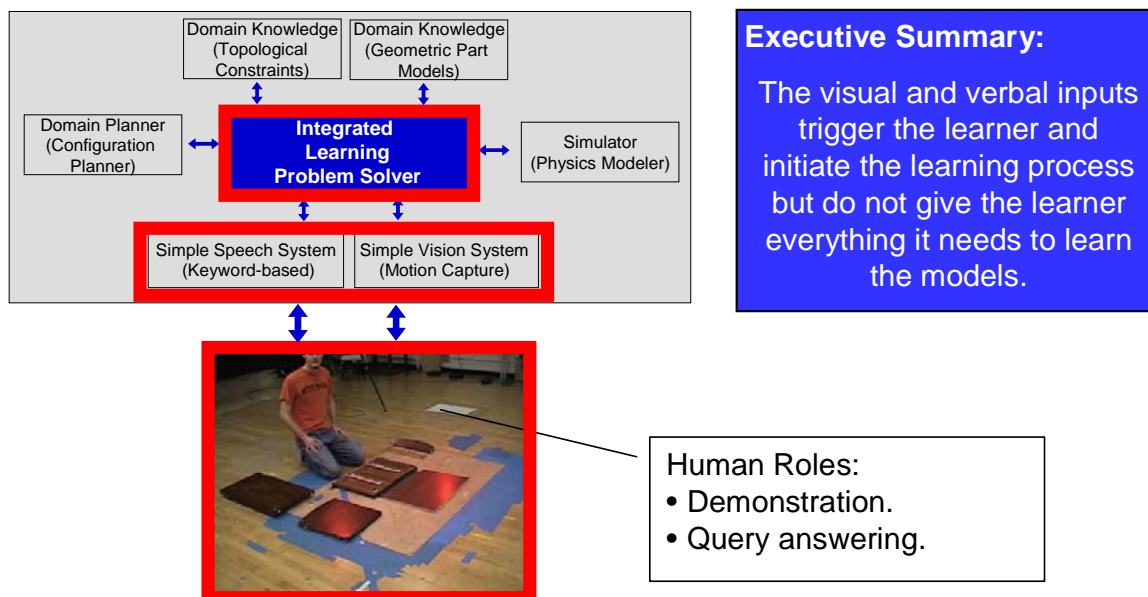 Domain Knowledge
(Topological
Constraints)
Domain Knowledge
(Geometric Part
Models)
Domain Planner
(Configuration
Planner)
Integrated
Learning
Problem Solver
Simulator
(Physics Modeler)
Simple Speech System
(Keyword-based)
Simple Vision System
(Motion Capture)
Executive Summary:
The visual and verbal inputs
trigger the learner and
initiate the learning process
but do not give the learner
everything it needs to learn
the models.
Human Roles:
• Demonstration.
• Query answering.